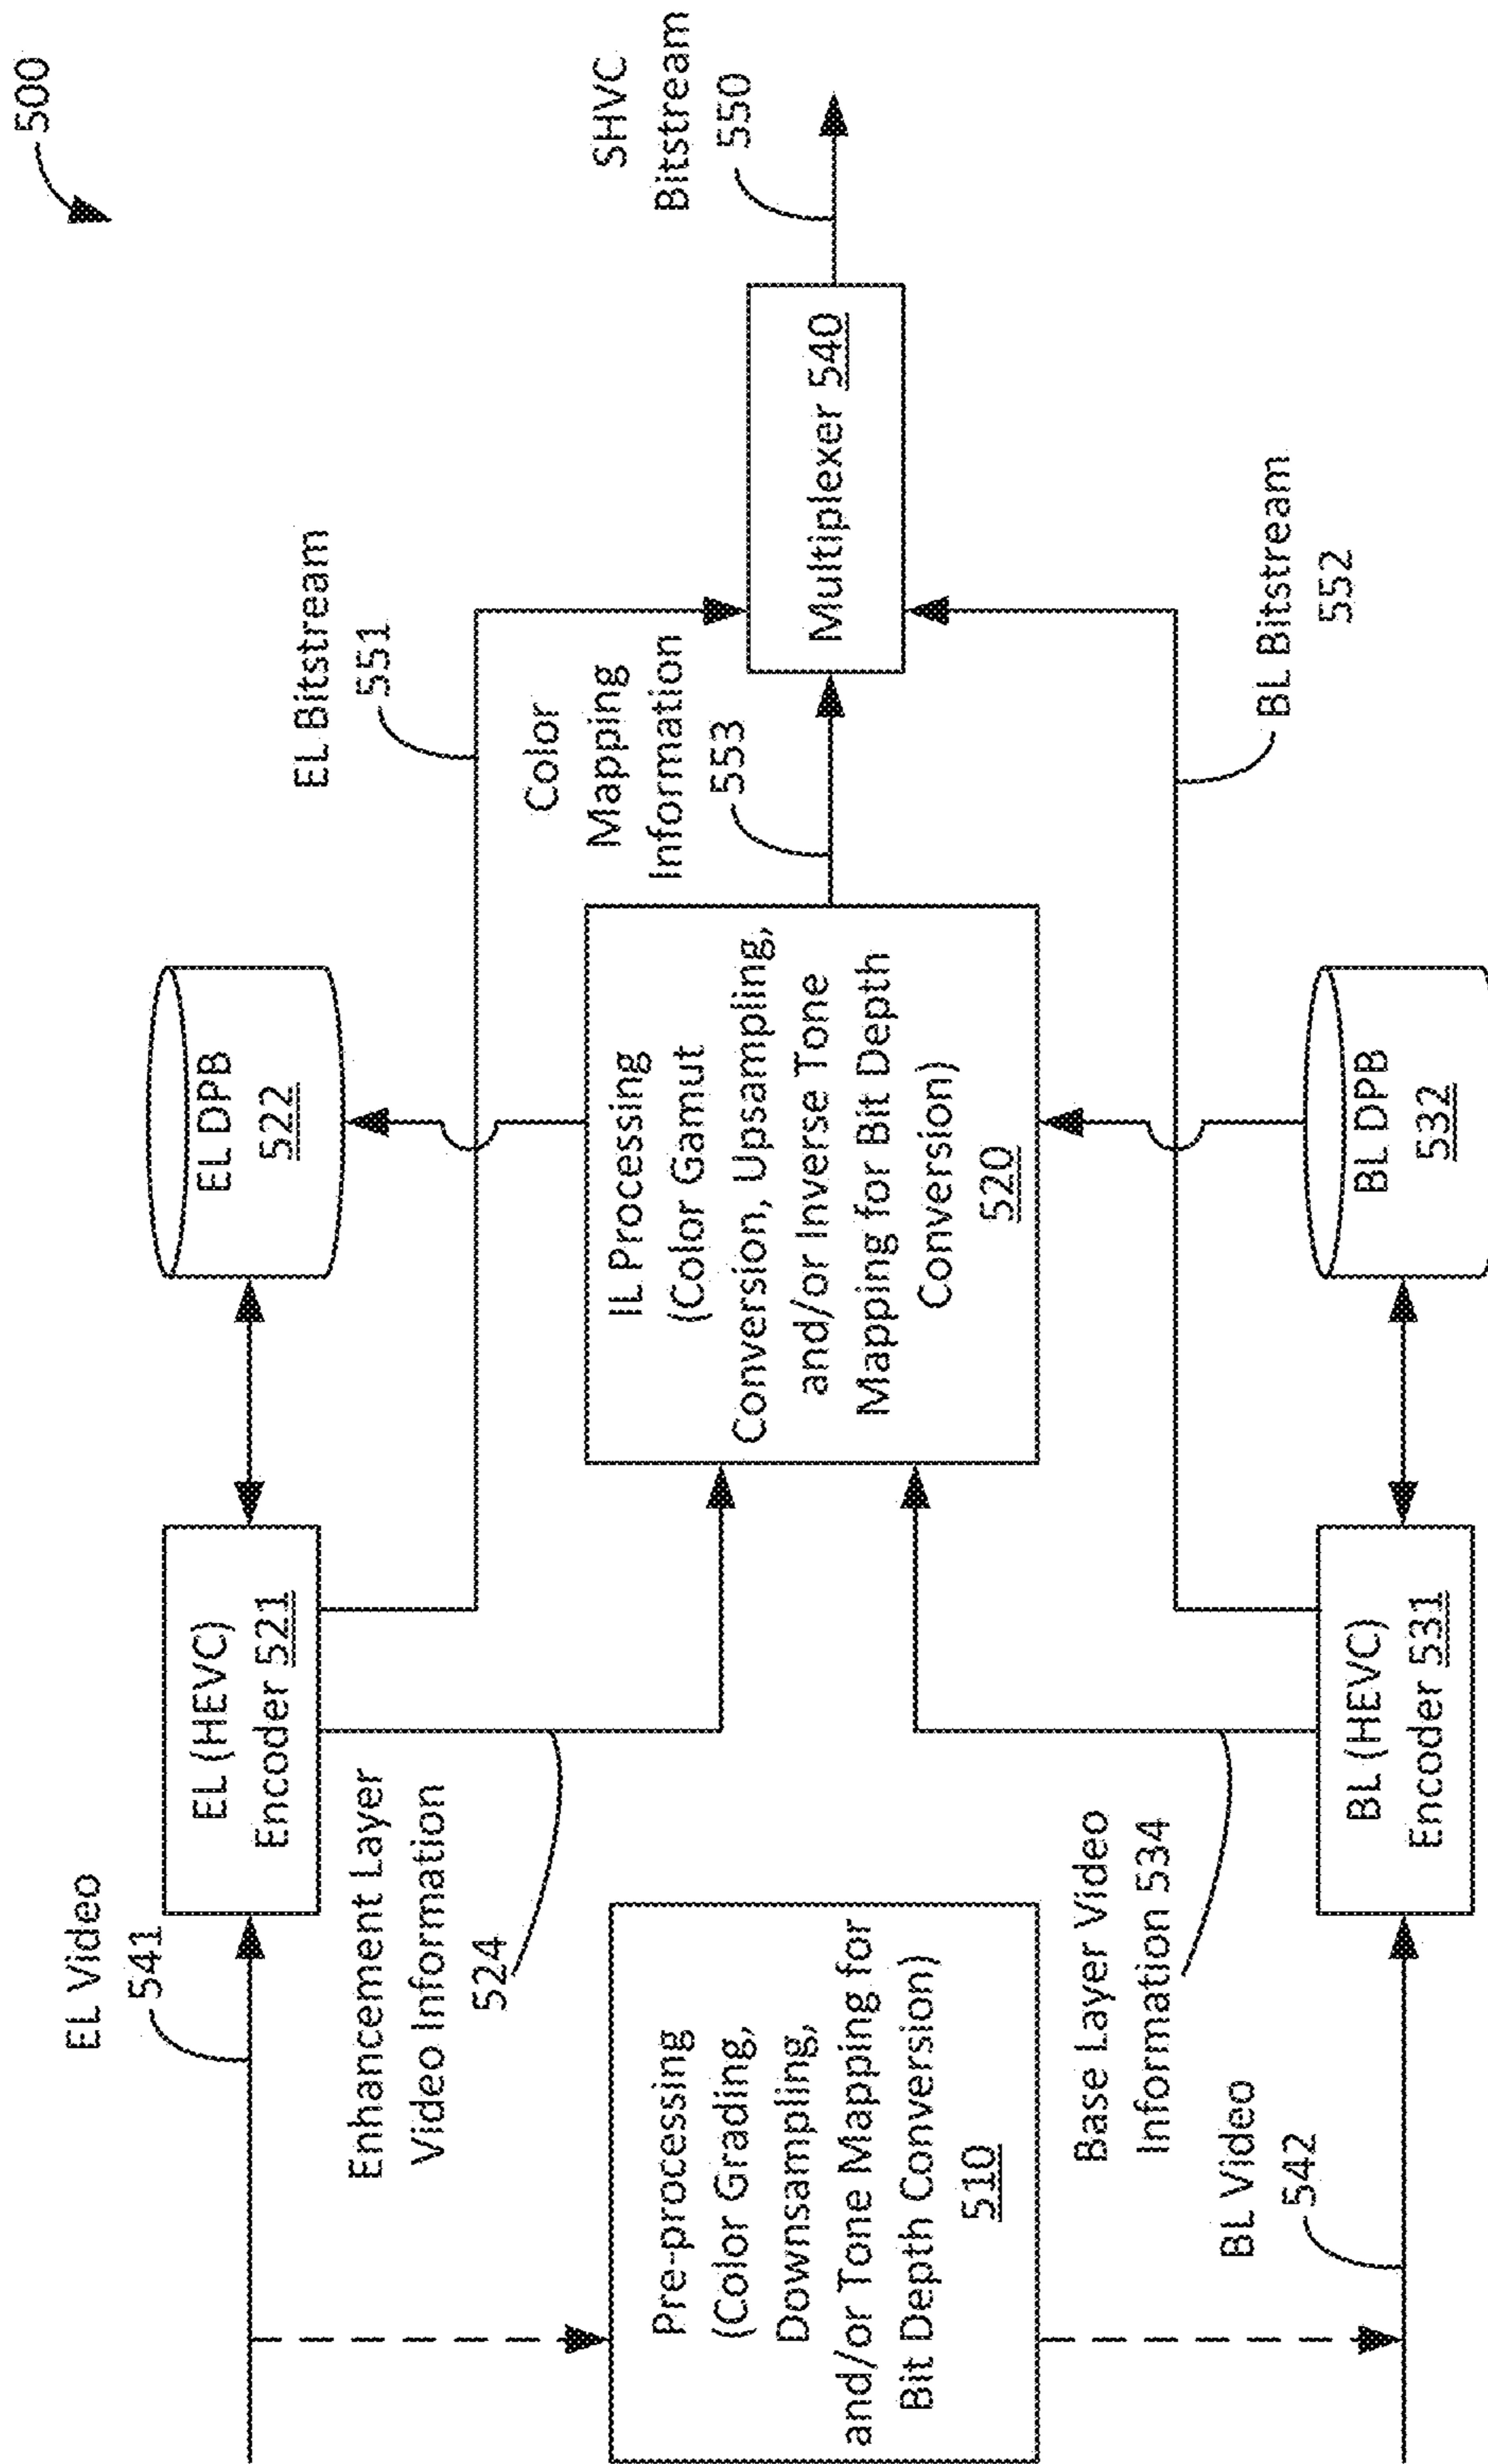 500
EL Video
541
EL (HEVC)
Encoder 521
EL DPB
522
Enhancement Layer
Video Information
524
EL Bitstream
551
Pre-processing
(Color Grading,
Downsampling,
and/or Tone Mapping for
Bit Depth Conversion)
510
IL Processing
(Color Gamut
Conversion, Upsampling,
and/or Inverse Tone
Mapping for Bit Depth
Conversion)
520
Color
Mapping
Information
553
Multiplexer 540
SHVC
Bitstream
550
Base Layer Video
Information 534
BL Video
542
BL (HEVC)
Encoder 531
BL DPB
532
BL Bitstream
552